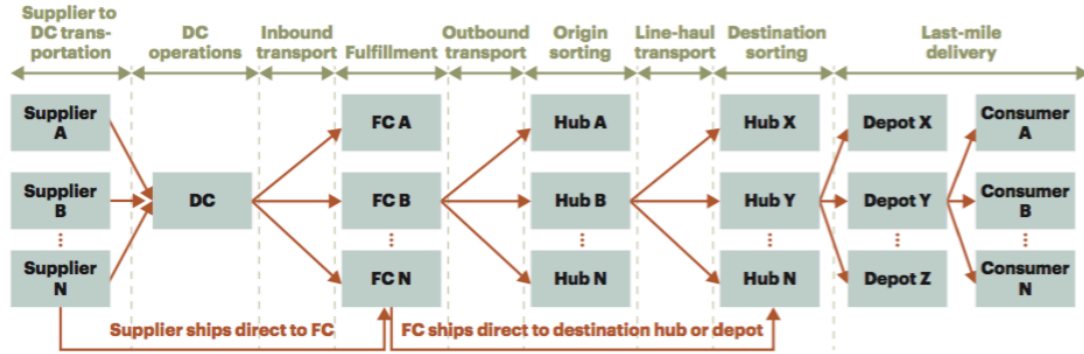 Supplier to
DC trans-
portation
DC
operations
Inbound
transport
Fulfillment
Outbound
transport
Origin
sorting
Line-haul
transport
Destination
sorting
Last-mile
delivery
Supplier
A
FC A
Hub A
Hub X
Depot X
Consumer
A
Supplier
B
DC
FC B
Hub B
Hub Y
Depot Y
Consumer
B
Supplier
N
FC N
Hub N
Hub N
Depot Z
Consumer
N
Supplier ships direct to FC
FC ships direct to destination hub or depot